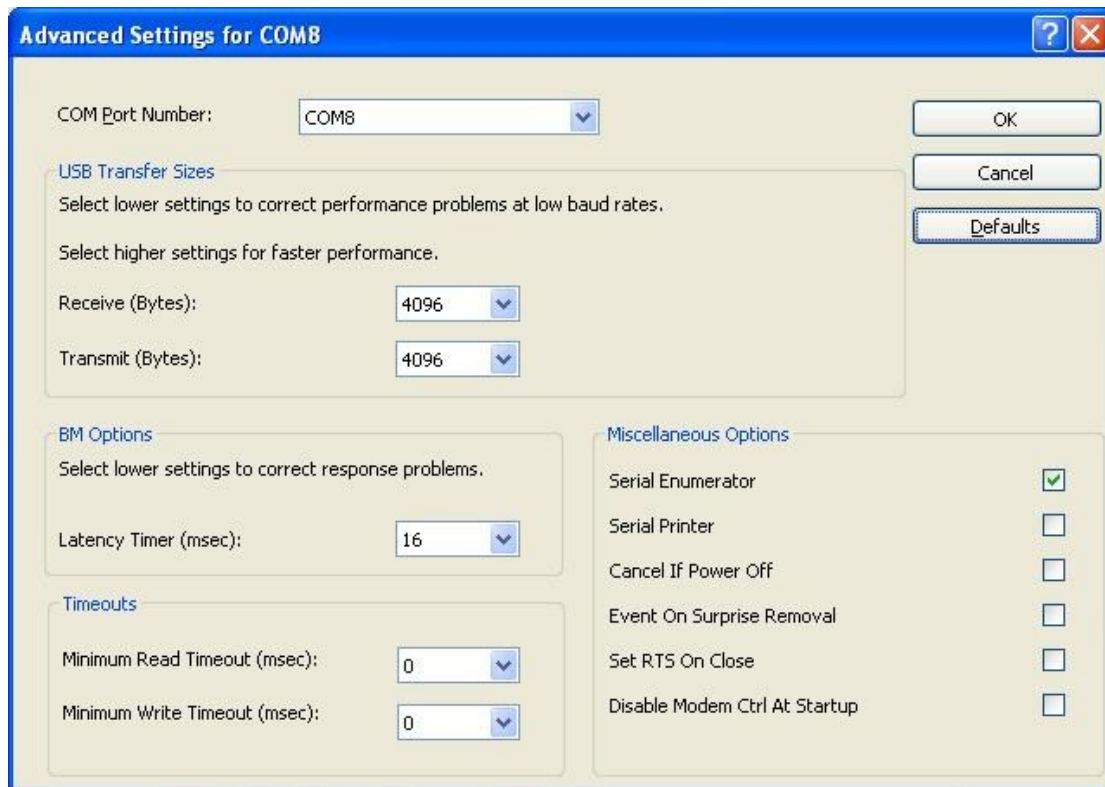 Advanced Settings for COM8
COM Port Number: COM8
OK
USB Transfer Sizes
Cancel
Select lower settings to correct performance problems at low baud rates.
Defaults
Select higher settings for faster performance.
Receive (Bytes): 4096
Transmit (Bytes): 4096
BM Options
Select lower settings to correct response problems.
Latency Timer (msec): 16
Timeouts
Minimum Read Timeout (msec): 0
Minimum Write Timeout (msec): 0
Miscellaneous Options
Serial Enumerator
Serial Printer
Cancel If Power Off
Event On Surprise Removal
Set RTS On Close
Disable Modem Ctrl At Startup